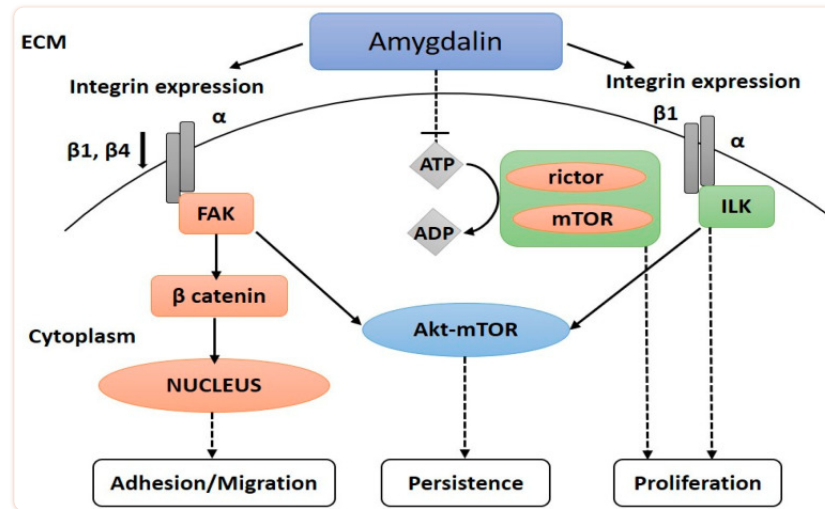 ECM
Amygdalin
Integrin expression
Integrin expression
α
β1
β1, β4
α
ATP
rictor
mTOR
ADP
FAK
ILK
β catenin
Cytoplasm
Akt-mTOR
NUCLEUS
Adhesion/Migration
Persistence
Proliferation